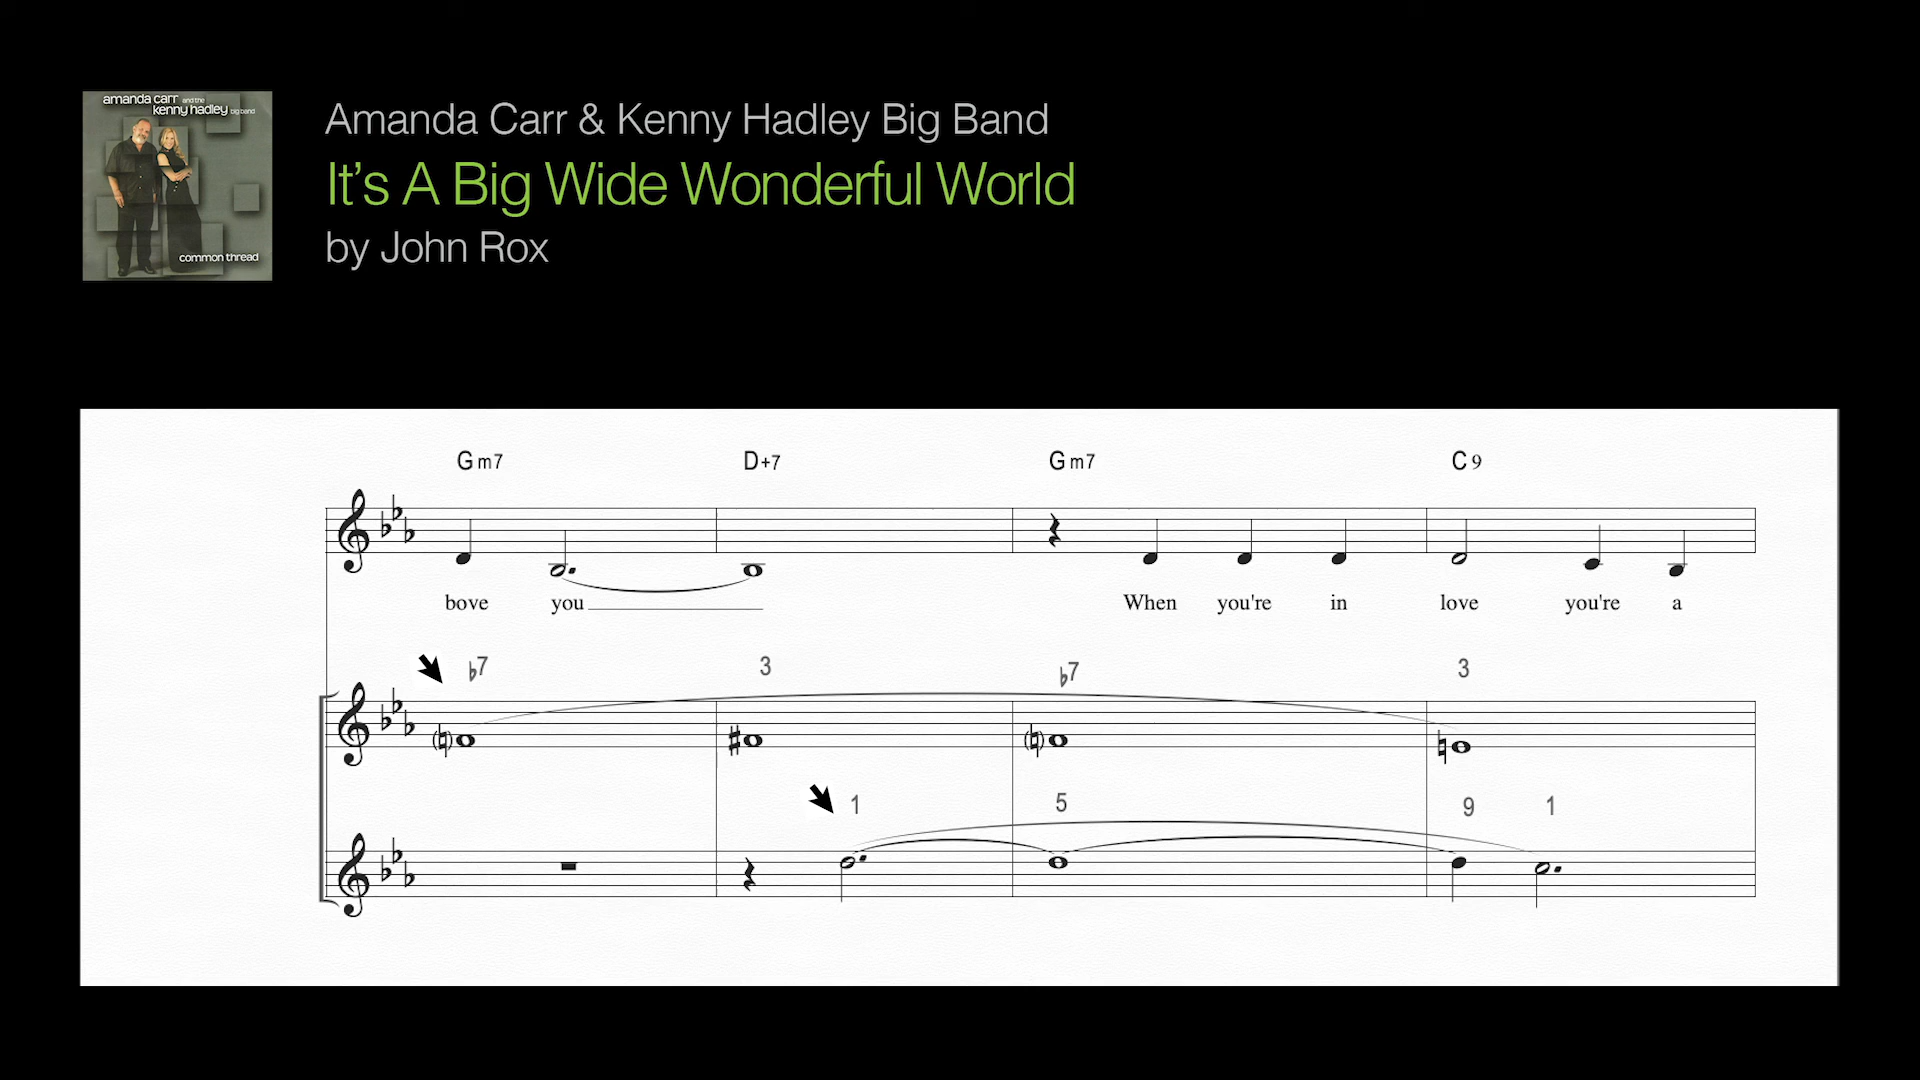 amanda carr and the
kenny hadley big band
common thread
Amanda Carr & Kenny Hadley Big Band
It's A Big Wide Wonderful World
by John Rox
Gm7 D+7 Gm7 C9
bove you When you're in love you're a
♭7 3 ♭7 3
1 5 9 1